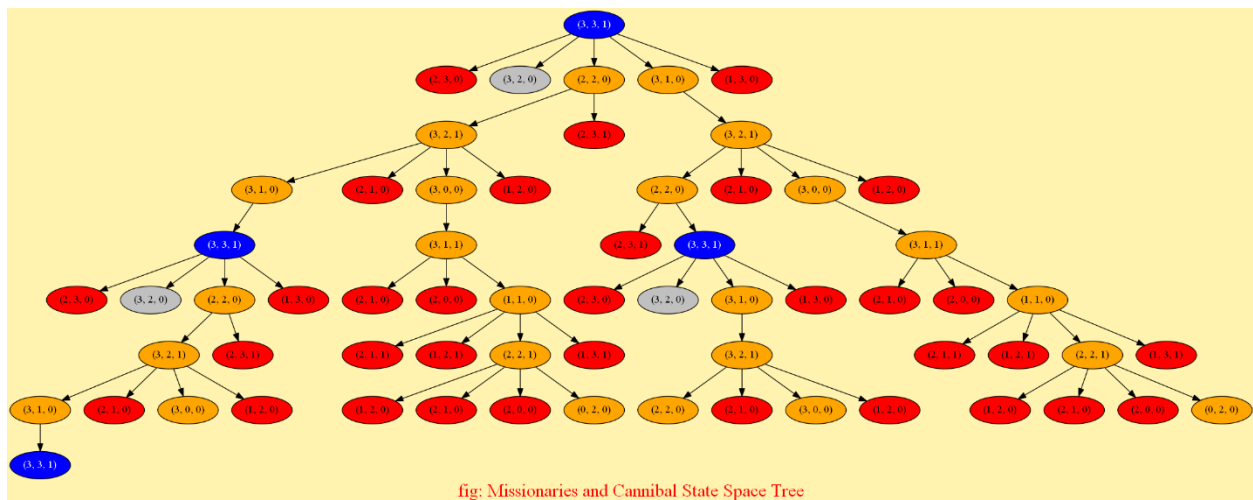 (3, 3, 1)
(2, 3, 0) (3, 2, 0) (2, 2, 0) (3, 1, 0) (1, 3, 0)
(3, 2, 1) (2, 3, 1) (3, 2, 1)
(3, 1, 0) (2, 1, 0) (3, 0, 0) (1, 2, 0) (2, 2, 0) (2, 1, 0) (3, 0, 0) (1, 2, 0)
(3, 3, 1) (3, 1, 1) (2, 3, 1) (3, 3, 1) (3, 1, 1)
(2, 3, 0) (3, 2, 0) (2, 2, 0) (1, 3, 0) (2, 1, 0) (2, 0, 0) (1, 1, 0) (2, 3, 0) (3, 2, 0) (3, 1, 0) (1, 3, 0) (2, 1, 0) (2, 0, 0) (1, 1, 0)
(3, 2, 1) (2, 3, 1) (2, 1, 1) (1, 2, 1) (2, 2, 1) (1, 3, 1) (3, 2, 1) (2, 1, 1) (1, 2, 1) (2, 2, 1) (1, 3, 1)
(3, 1, 0) (2, 1, 0) (3, 0, 0) (1, 2, 0) (1, 2, 0) (2, 1, 0) (2, 0, 0) (0, 2, 0) (2, 2, 0) (2, 1, 0) (3, 0, 0) (1, 2, 0) (1, 2, 0) (2, 1, 0) (2, 0, 0) (0, 2, 0)
(3, 3, 1)
fig: Missionaries and Cannibal State Space Tree